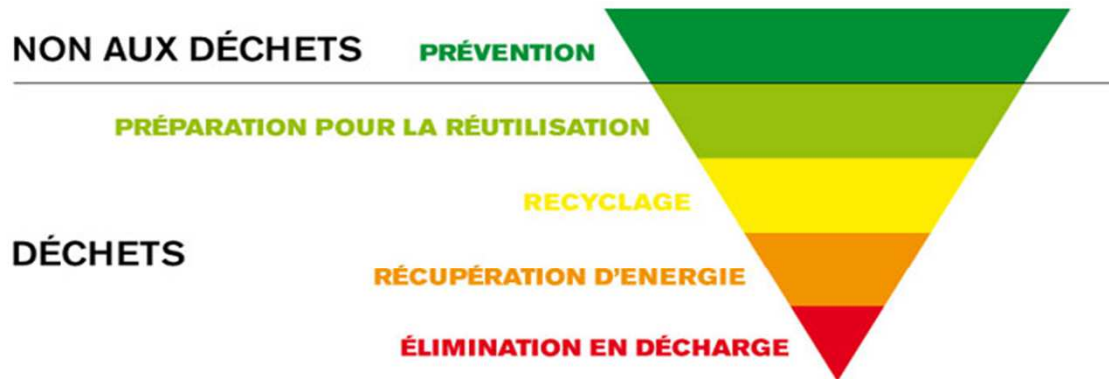 NON AUX DÉCHETS PRÉVENTION
PRÉPARATION POUR LA RÉUTILISATION
RECYCLAGE
DÉCHETS
RÉCUPÉRATION D'ENERGIE
ÉLIMINATION EN DÉCHARGE